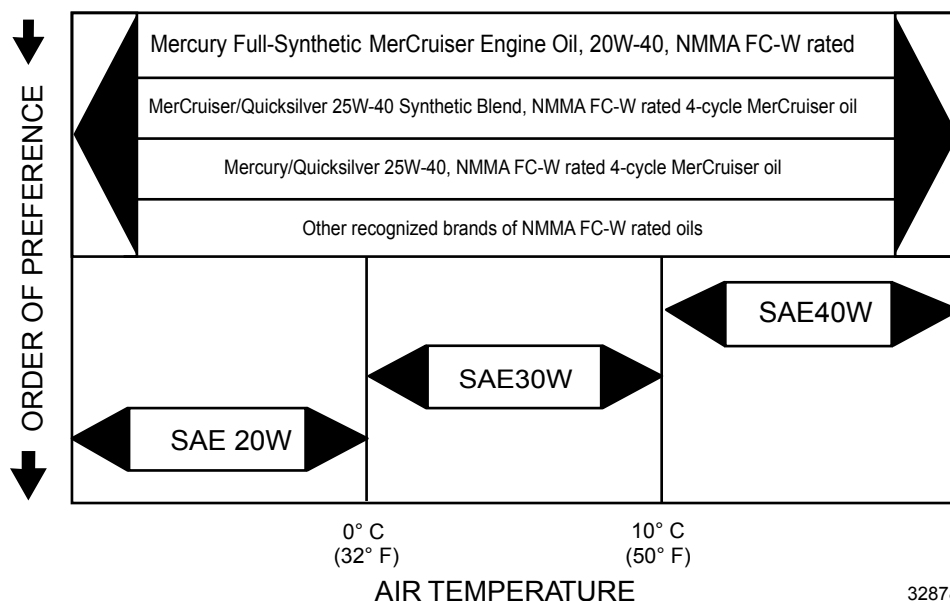 ORDER OF PREFERENCE
Mercury Full-Synthetic MerCruiser Engine Oil, 20W-40, NMMA FC-W rated
MerCruiser/Quicksilver 25W-40 Synthetic Blend, NMMA FC-W rated 4-cycle MerCruiser oil
Mercury/Quicksilver 25W-40, NMMA FC-W rated 4-cycle MerCruiser oil
Other recognized brands of NMMA FC-W rated oils
SAE40W
SAE30W
SAE 20W
0° C
(32° F)
10° C
(50° F)
AIR TEMPERATURE
3287